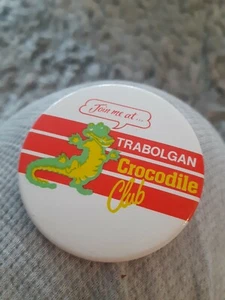 Join me at...
TRABOLGAN
Crocodile
Club